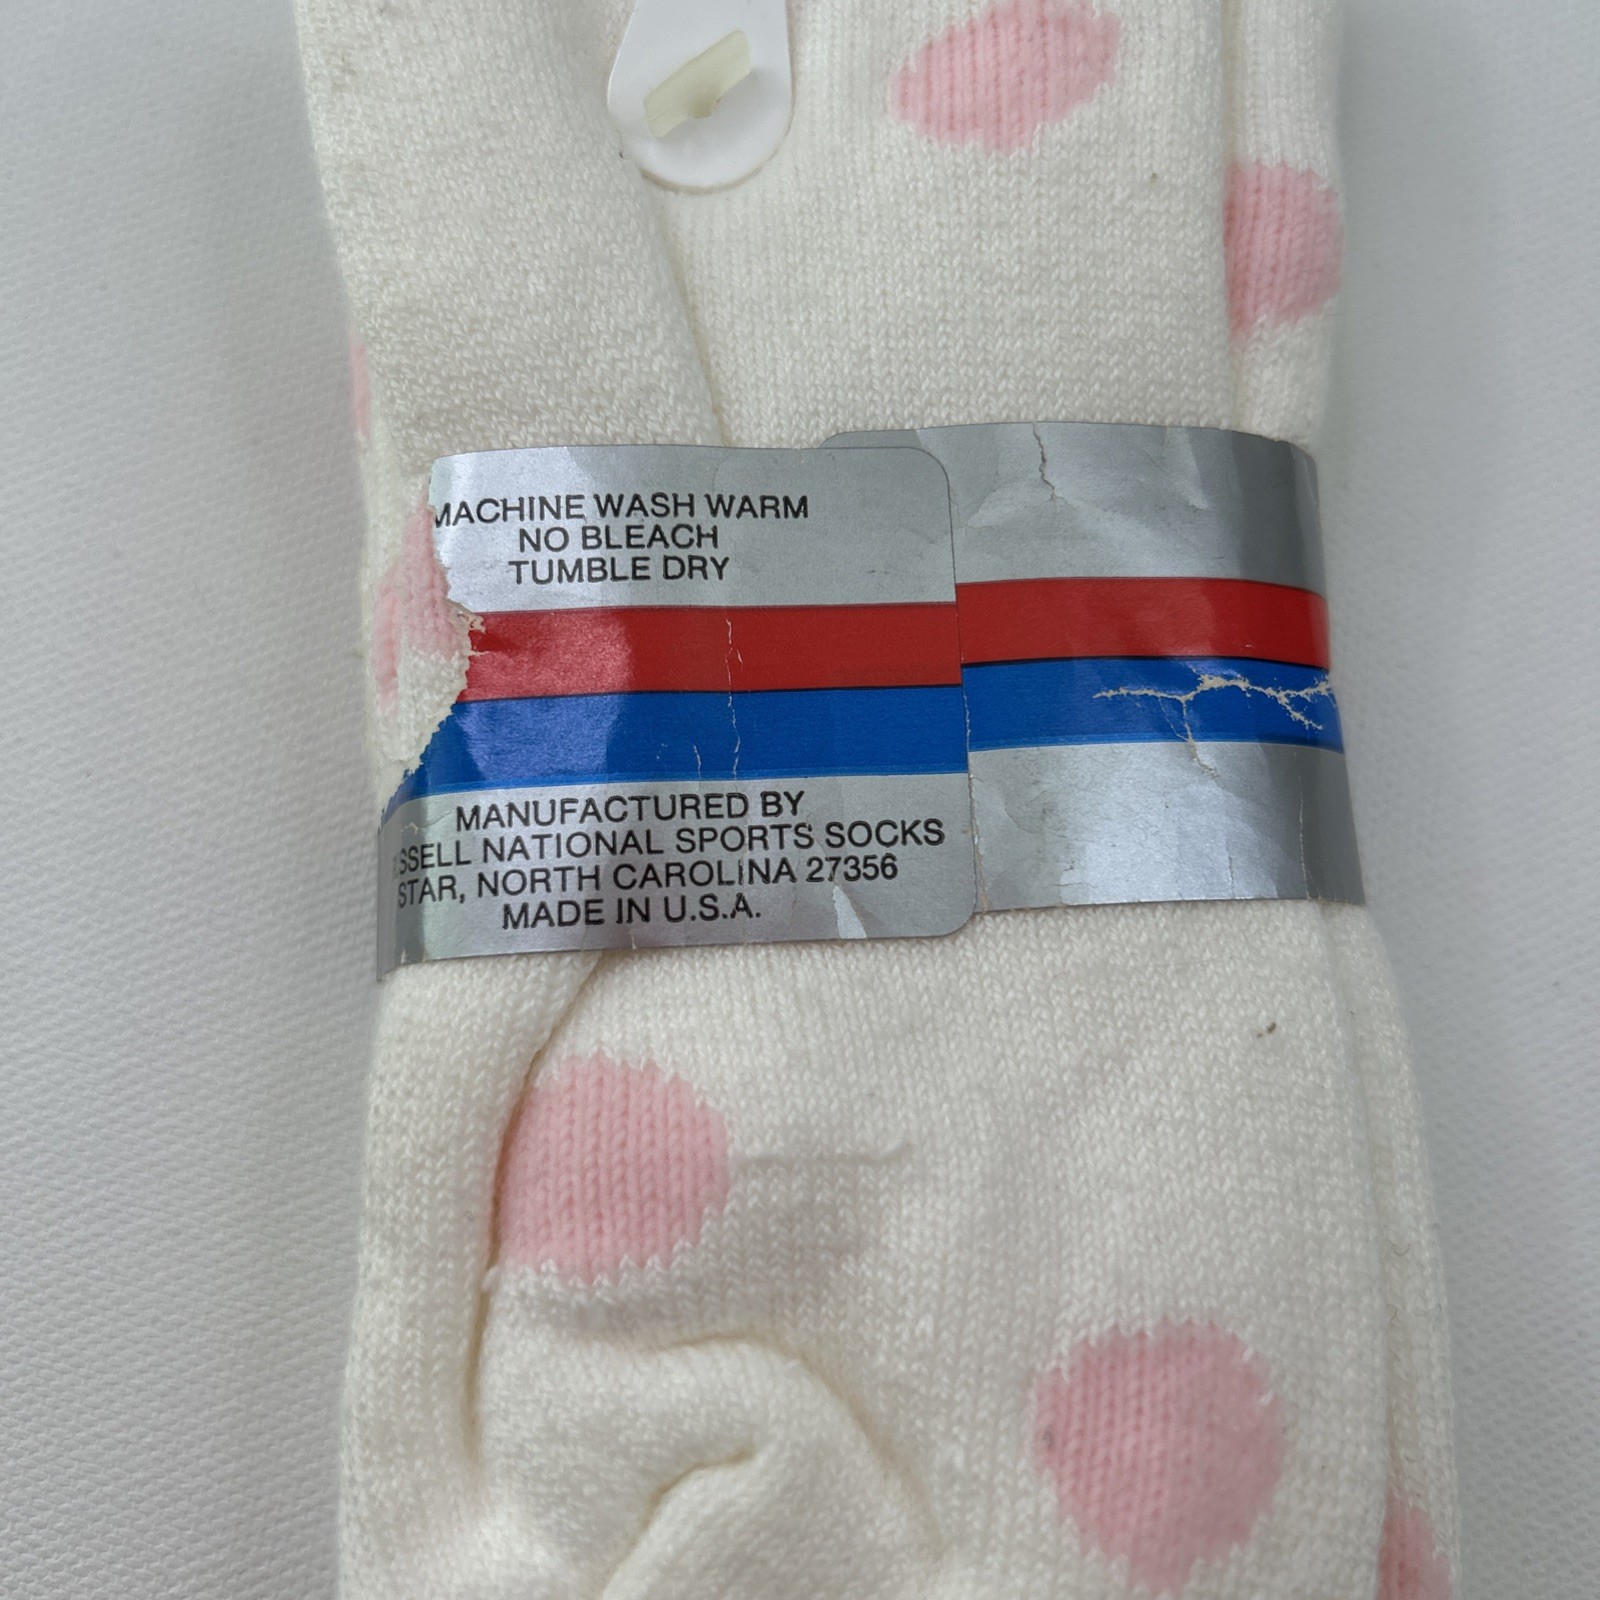 MACHINE WASH WARM
NO BLEACH
TUMBLE DRY
MANUFACTURED BY
SSELL NATIONAL SPORTS SOCKS
STAR, NORTH CAROLINA 27356
MADE IN U.S.A.